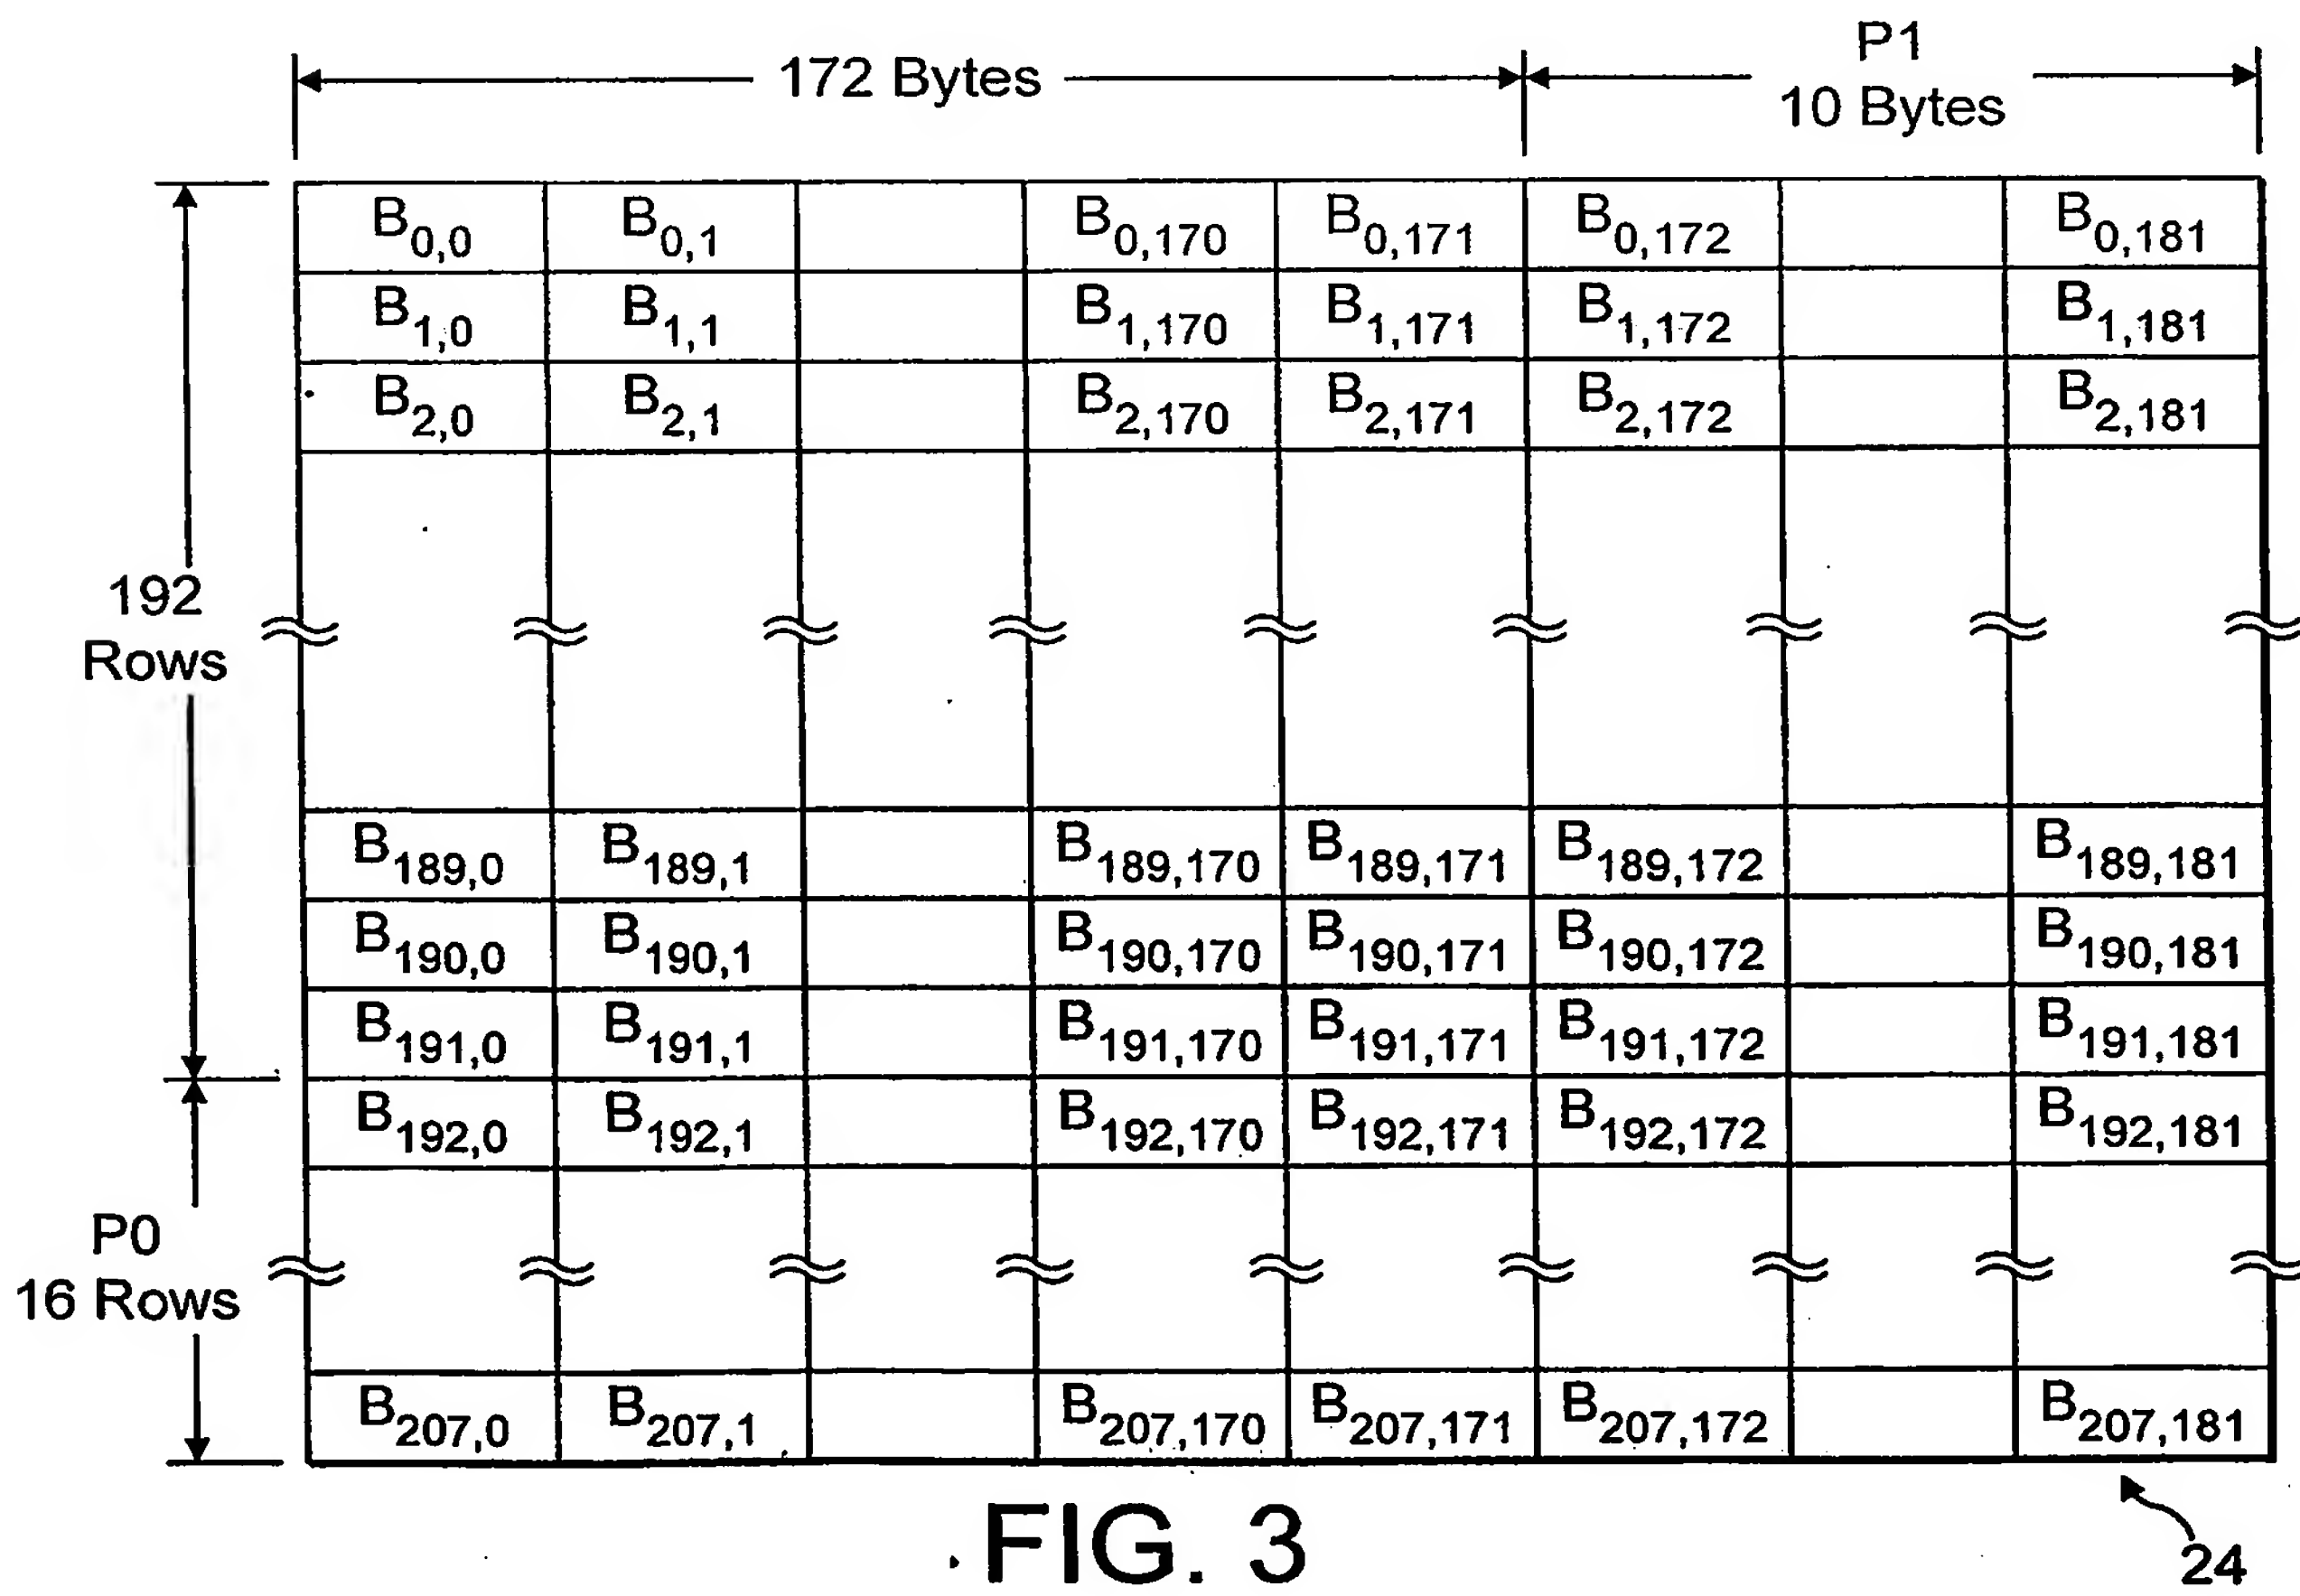 172 Bytes
P1
10 Bytes
B0,0 B0,1 B0,170 B0,171 B0,172 B0,181
B1,0 B1,1 B1,170 B1,171 B1,172 B1,181
B2,0 B2,1 B2,170 B2,171 B2,172 B2,181
192
Rows
B189,0 B189,1 B189,170 B189,171 B189,172 B189,181
B190,0 B190,1 B190,170 B190,171 B190,172 B190,181
B191,0 B191,1 B191,170 B191,171 B191,172 B191,181
B192,0 B192,1 B192,170 B192,171 B192,172 B192,181
P0
16 Rows
B207,0 B207,1 B207,170 B207,171 B207,172 B207,181
FIG. 3
24